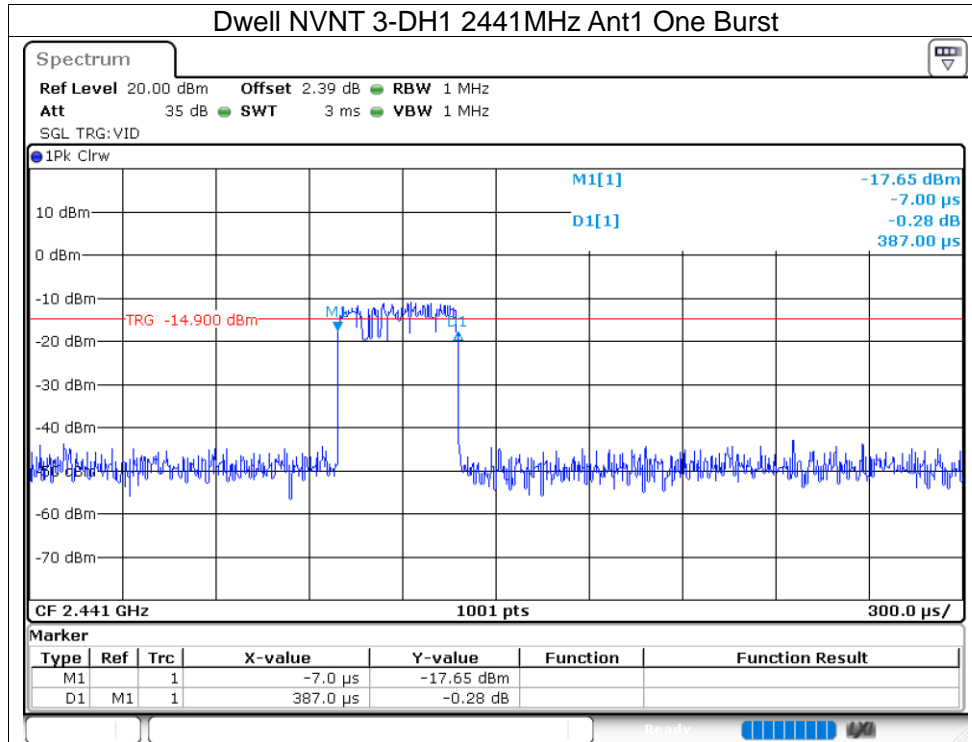 Dwell NVNT 3-DH1 2441MHz Ant1 One Burst
Spectrum
Ref Level 20.00 dBm Offset 2.39 dB RBW 1 MHz
Att 35 dB SWT 3 ms VBW 1 MHz
SGL TRG:VID
1Pk Clrw
M1[1] -17.65 dBm
-7.00 µs
10 dBm
D1[1] -0.28 dB
387.00 µs
0 dBm
-10 dBm
TRG -14.900 dBm
D1
-20 dBm
-30 dBm
-40 dBm
-60 dBm
-70 dBm
CF 2.441 GHz 1001 pts 300.0 µs/
Marker
Type Ref Trc X-value Y-value Function Function Result
M1 1 -7.0 µs -17.65 dBm
D1 M1 1 387.0 µs -0.28 dB
Ready LXI